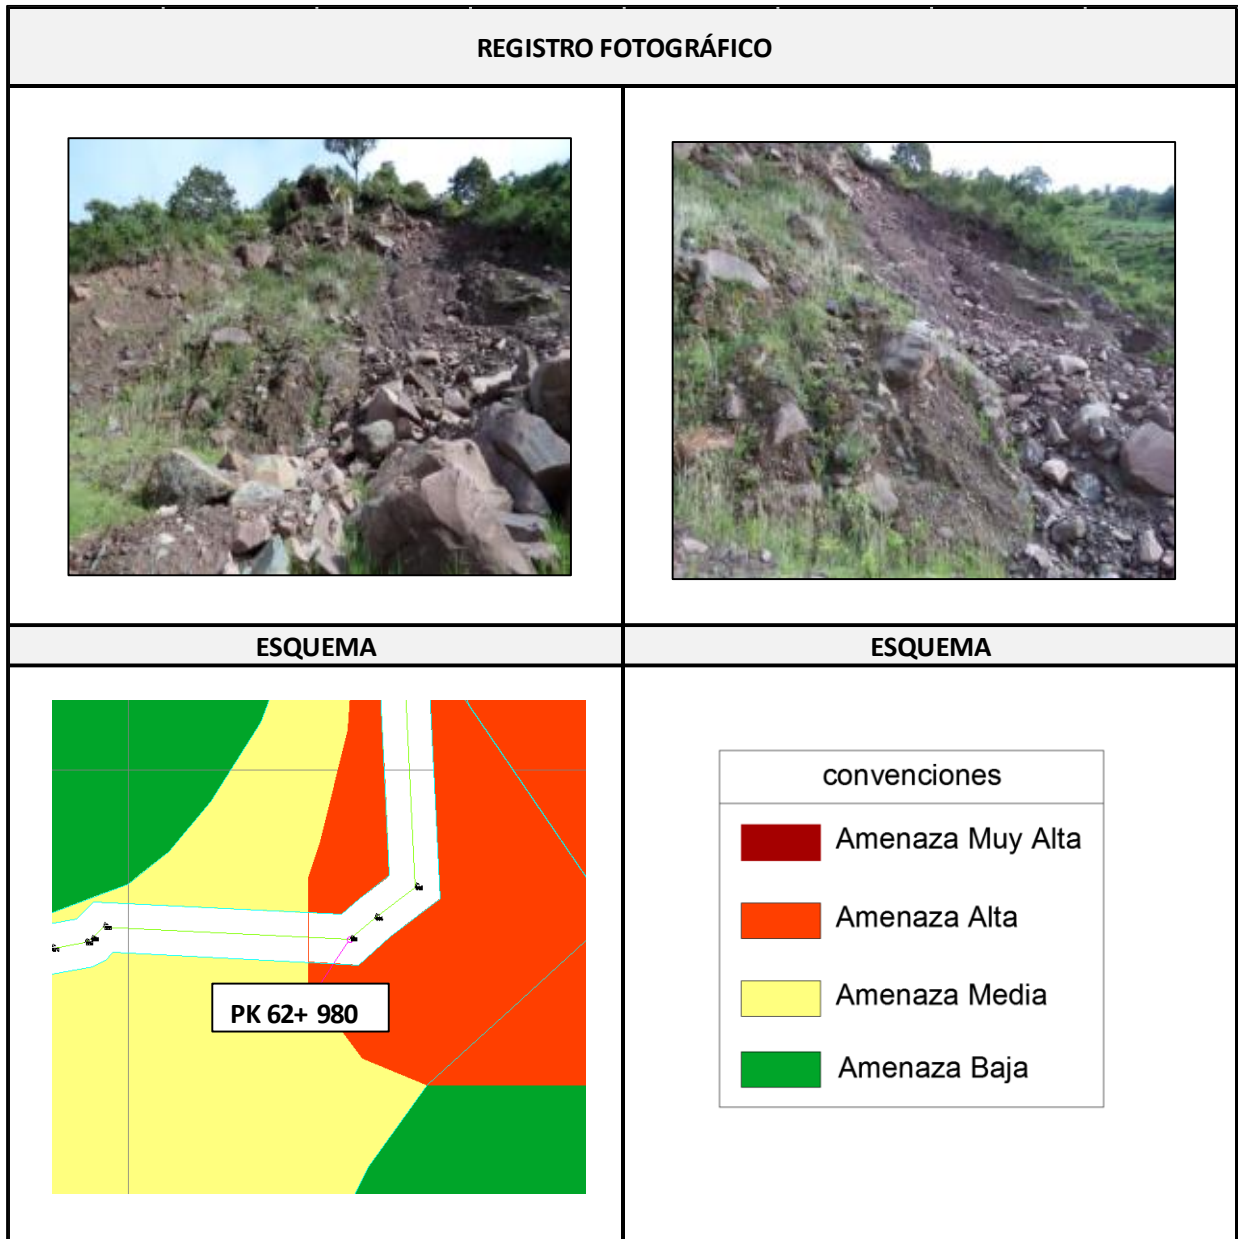 REGISTRO FOTOGRÁFICO
ESQUEMA
ESQUEMA
PK 62+ 980
convenciones
Amenaza Muy Alta
Amenaza Alta
Amenaza Media
Amenaza Baja